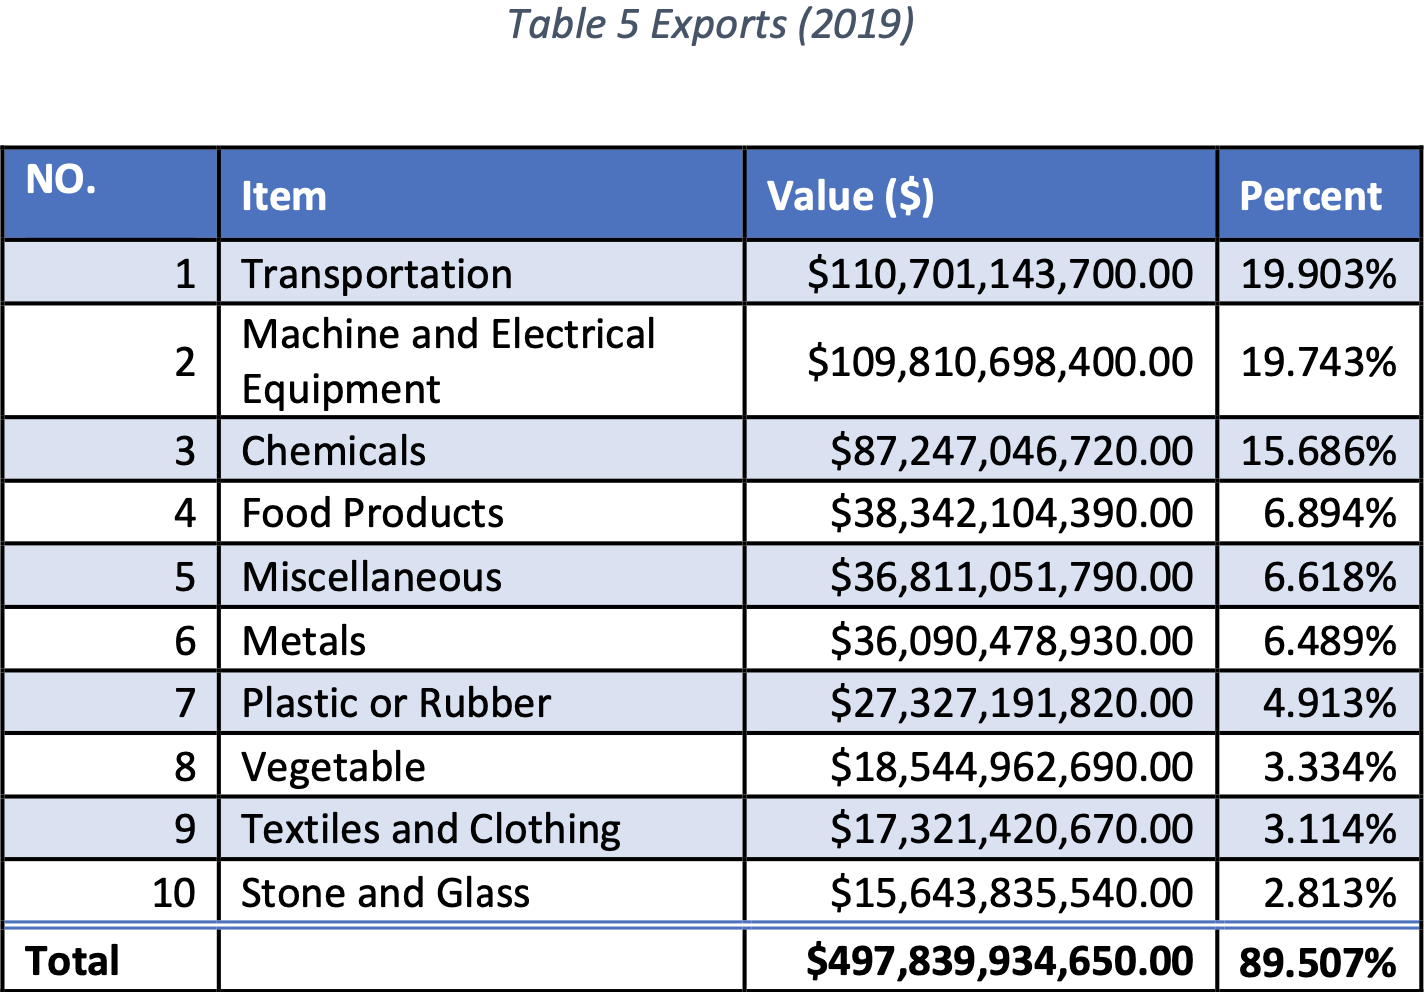 Table 5 Exports (2019)
NO. Item Value ($) Percent
1 Transportation $110,701,143,700.00 19.903%
2 Machine and Electrical Equipment $109,810,698,400.00 19.743%
3 Chemicals $87,247,046,720.00 15.686%
4 Food Products $38,342,104,390.00 6.894%
5 Miscellaneous $36,811,051,790.00 6.618%
6 Metals $36,090,478,930.00 6.489%
7 Plastic or Rubber $27,327,191,820.00 4.913%
8 Vegetable $18,544,962,690.00 3.334%
9 Textiles and Clothing $17,321,420,670.00 3.114%
10 Stone and Glass $15,643,835,540.00 2.813%
Total $497,839,934,650.00 89.507%